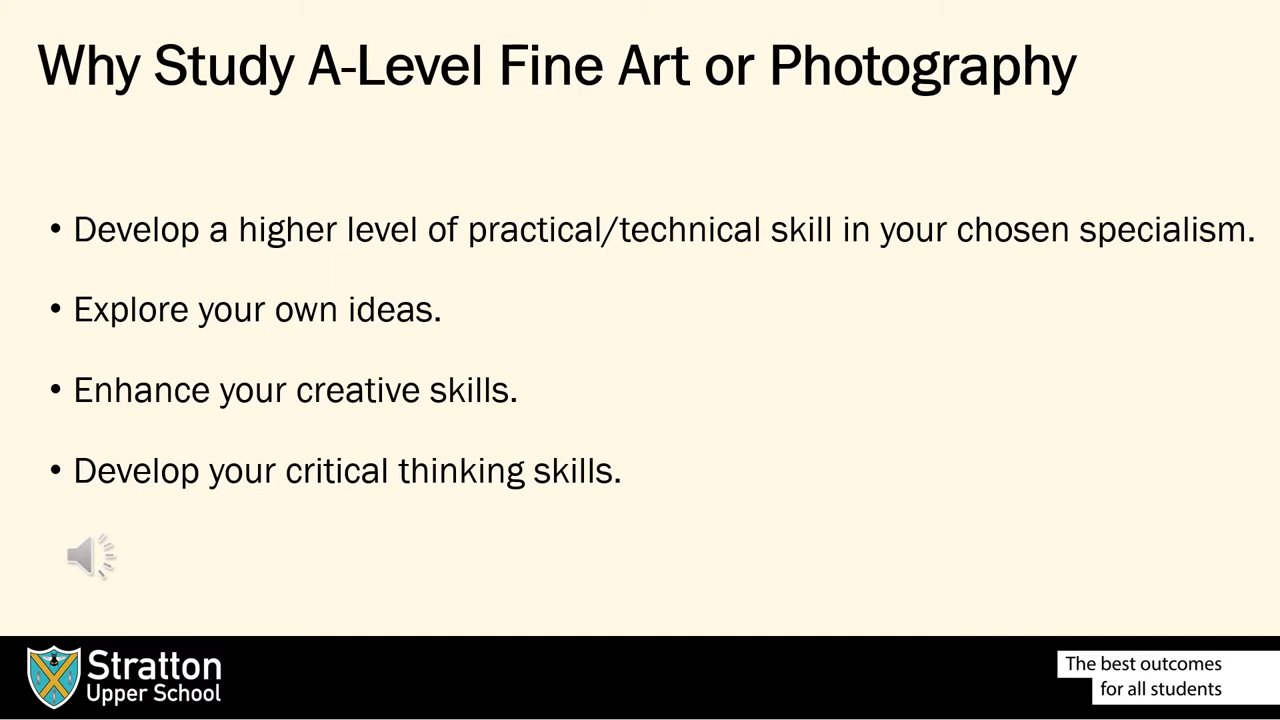 Why Study A-Level Fine Art or Photography
• Develop a higher level of practical/technical skill in your chosen specialism.
• Explore your own ideas.
• Enhance your creative skills.
• Develop your critical thinking skills.
Stratton
Upper School
The best outcomes
for all students